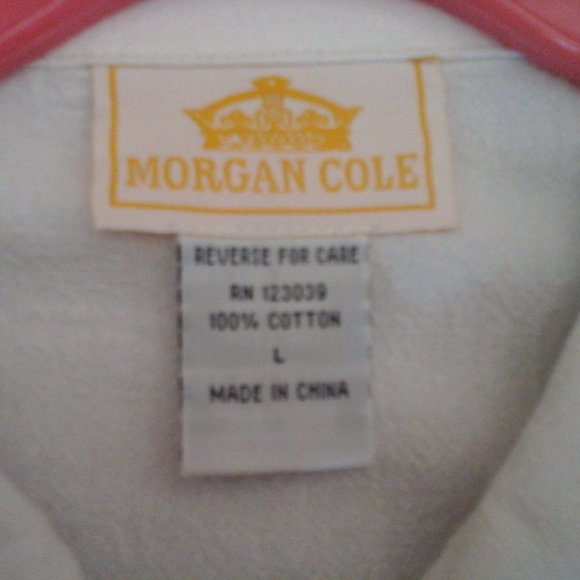 MORGAN COLE
REVERSE FOR CARE
RN 123039
100% COTTON
L
MADE IN CHINA